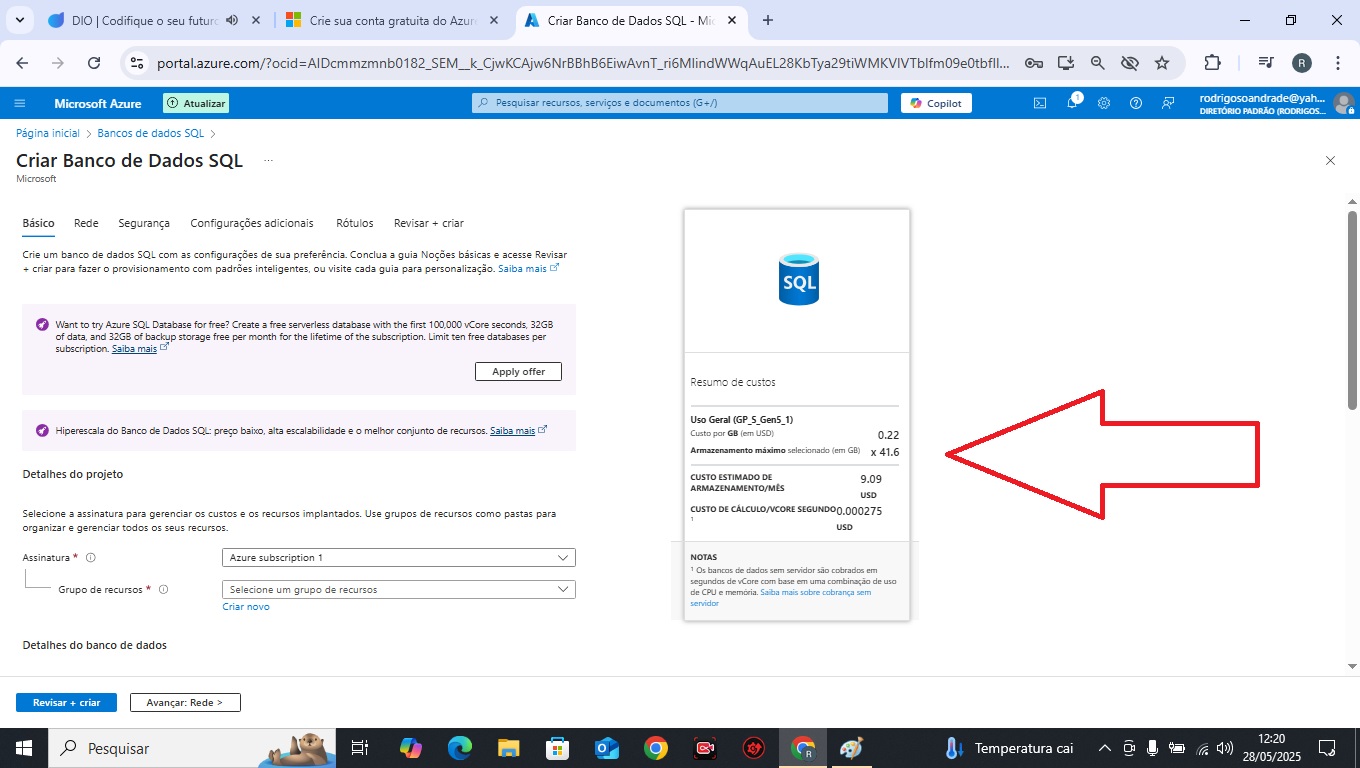 DIO | Codifique o seu futuro
Crie sua conta gratuita do Azure
Criar Banco de Dados SQL - Mic
portal.azure.com/?ocid=AIDcmmzmnb0182_SEM__k_CjwKCAjw6NrBBhB6EiwAvnT_ri6MlindWWqAuEL28KbTya29tiWMKVlVTbIfm09e0tbfIl...
R
Microsoft Azure
Atualizar
Pesquisar recursos, serviços e documentos (G+/)
Copilot
1
rodrigosoandrade@yah...
DIRETÓRIO PADRÃO (RODRIGOS...
Página inicial > Bancos de dados SQL >
Criar Banco de Dados SQL ...
Microsoft
Básico Rede Segurança Configurações adicionais Rótulos Revisar + criar
Crie um banco de dados SQL com as configurações de sua preferência. Conclua a guia Noções básicas e acesse Revisar
+ criar para fazer o provisionamento com padrões inteligentes, ou visite cada guia para personalização. Saiba mais
Want to try Azure SQL Database for free? Create a free serverless database with the first 100,000 vCore seconds, 32GB
of data, and 32GB of backup storage free per month for the lifetime of the subscription. Limit ten free databases per
subscription. Saiba mais
Apply offer
Hiperescala do Banco de Dados SQL: preço baixo, alta escalabilidade e o melhor conjunto de recursos. Saiba mais
Detalhes do projeto
Selecione a assinatura para gerenciar os custos e os recursos implantados. Use grupos de recursos como pastas para
organizar e gerenciar todos os seus recursos.
Assinatura *
Azure subscription 1
Grupo de recursos *
Selecione um grupo de recursos
Criar novo
Detalhes do banco de dados
SQL
Resumo de custos
Uso Geral (GP_S_Gen5_1)
Custo por GB (em USD) 0.22
Armazenamento máximo selecionado (em GB) x 41.6
CUSTO ESTIMADO DE 9.09
ARMAZENAMENTO/MÊS USD
CUSTO DE CÁLCULO/VCORE SEGUNDO 0.000275
1 USD
NOTAS
1 Os bancos de dados sem servidor são cobrados em
segundos de vCore com base em uma combinação de uso
de CPU e memória. Saiba mais sobre cobrança sem
servidor
Revisar + criar
Avançar: Rede >
Pesquisar
R
Temperatura cai
12:20
28/05/2025